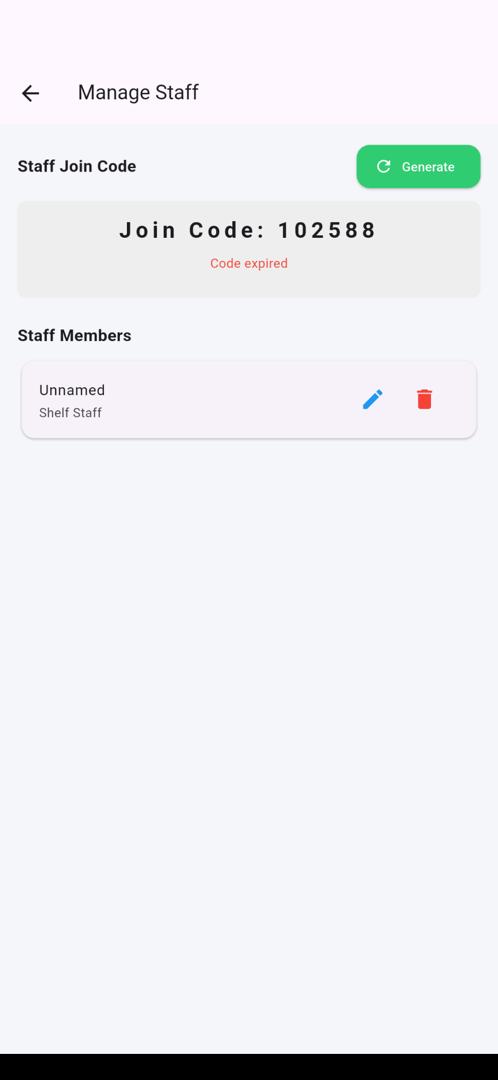 Manage Staff
Staff Join Code
Generate
Join Code: 102588
Code expired
Staff Members
Unnamed
Shelf Staff